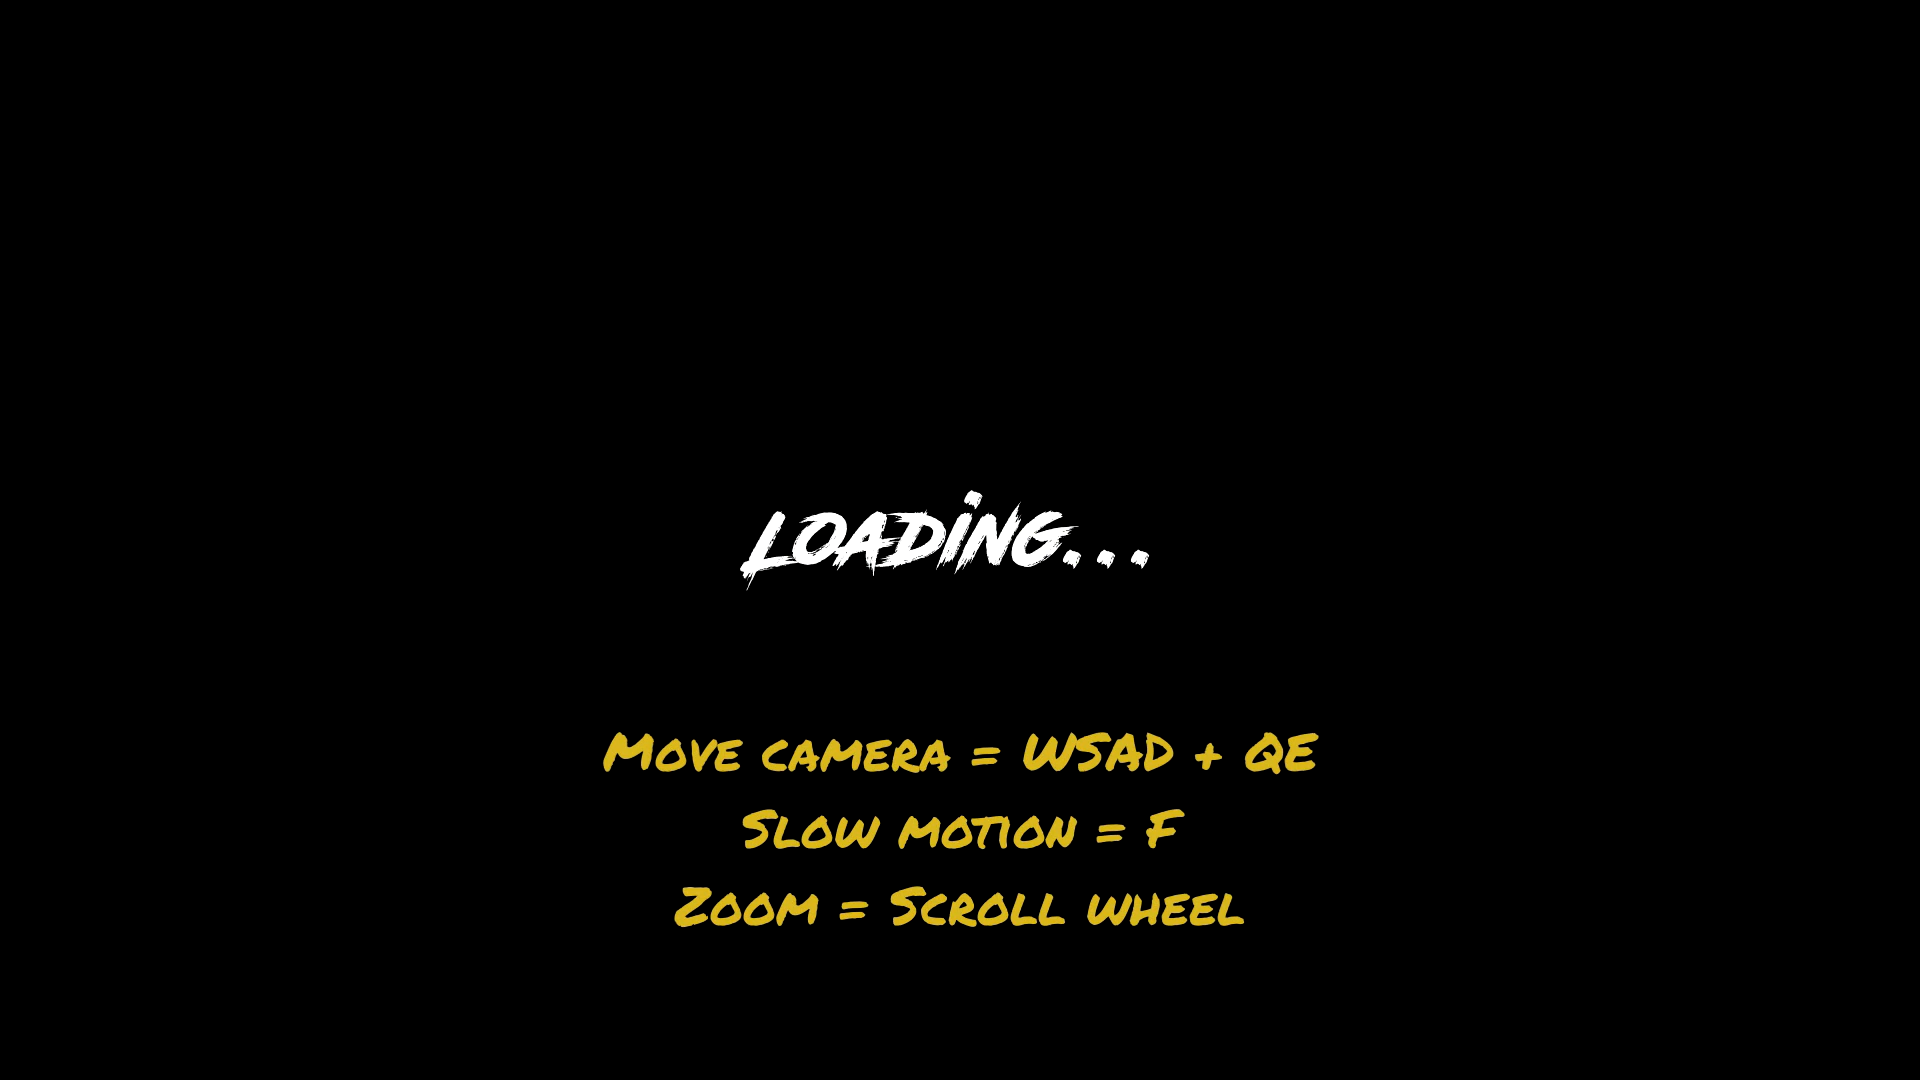 Loading...
Move camera = WSAD + QE
Slow motion = F
Zoom = Scroll wheel